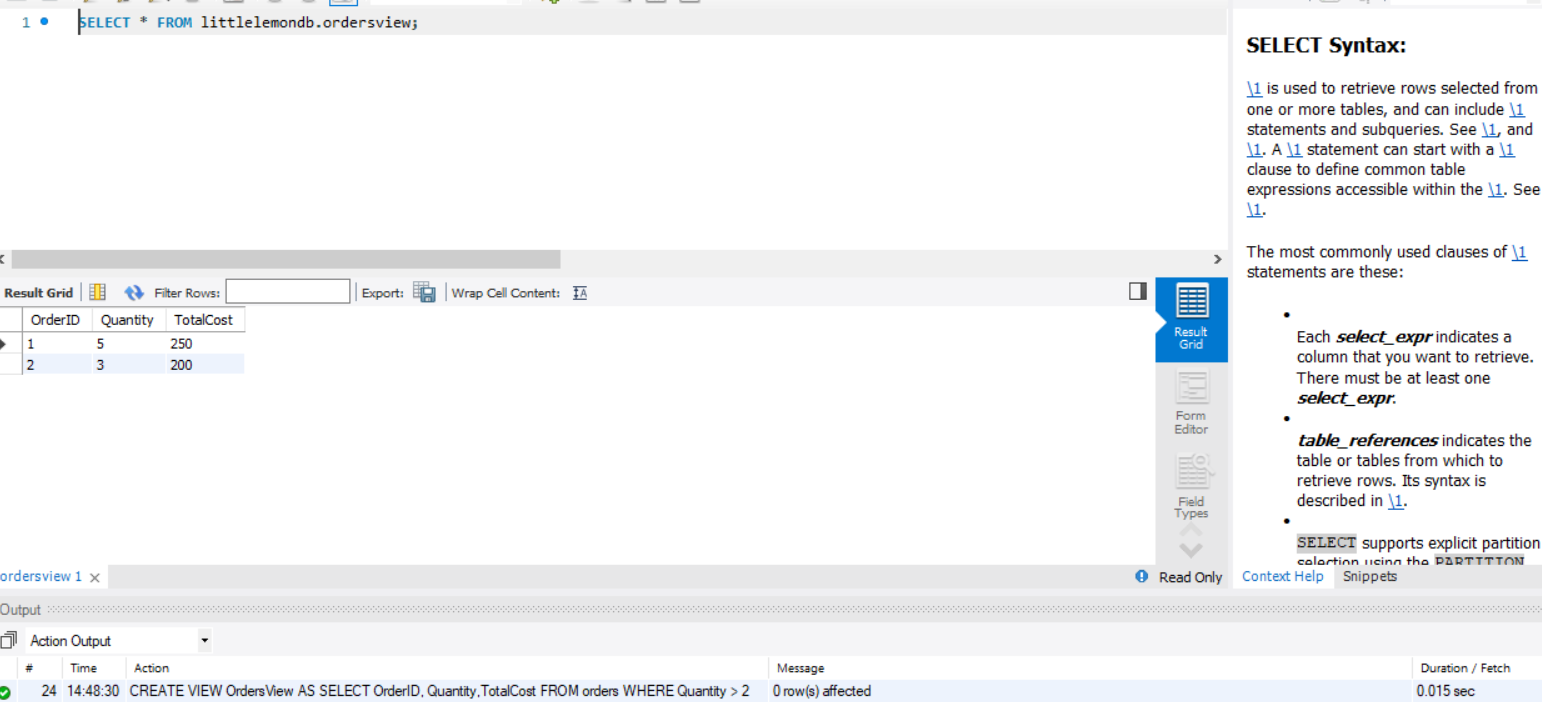 1 SELECT * FROM littlelemondb.ordersview;
SELECT Syntax:
\1 is used to retrieve rows selected from
one or more tables, and can include \1
statements and subqueries. See \1, and
\1. A \1 statement can start with a \1
clause to define common table
expressions accessible within the \1. See
\1.
The most commonly used clauses of \1
statements are these:
Each select_expr indicates a
column that you want to retrieve.
There must be at least one
select_expr.
table_references indicates the
table or tables from which to
retrieve rows. Its syntax is
described in \1.
SELECT supports explicit partition
selection using the PARTITION
Result Grid Filter Rows: Export: Wrap Cell Content: IA
OrderID Quantity TotalCost
1 5 250
2 3 200
Result
Grid
Form
Editor
Field
Types
ordersview 1
Read Only
Context Help Snippets
Output
Action Output
# Time Action Message Duration / Fetch
24 14:48:30 CREATE VIEW OrdersView AS SELECT OrderID, Quantity,TotalCost FROM orders WHERE Quantity > 2 0 row(s) affected 0.015 sec